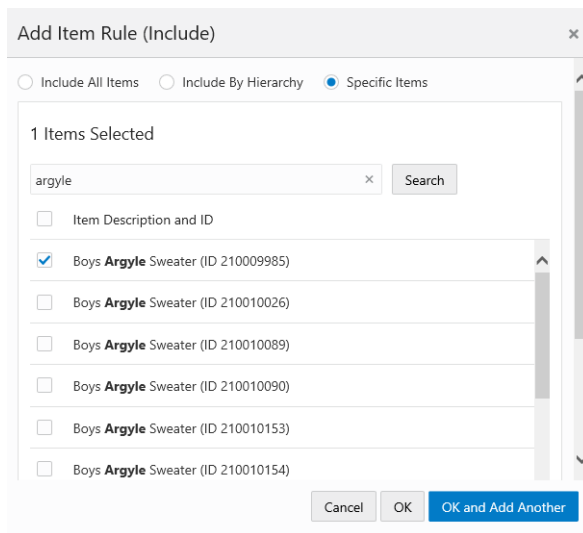 Add Item Rule (Include)
Include All Items Include By Hierarchy Specific Items
1 Items Selected
argyle Search
Item Description and ID
Boys Argyle Sweater (ID 210009985)
Boys Argyle Sweater (ID 210010026)
Boys Argyle Sweater (ID 210010089)
Boys Argyle Sweater (ID 210010090)
Boys Argyle Sweater (ID 210010153)
Boys Argyle Sweater (ID 210010154)
Cancel OK OK and Add Another